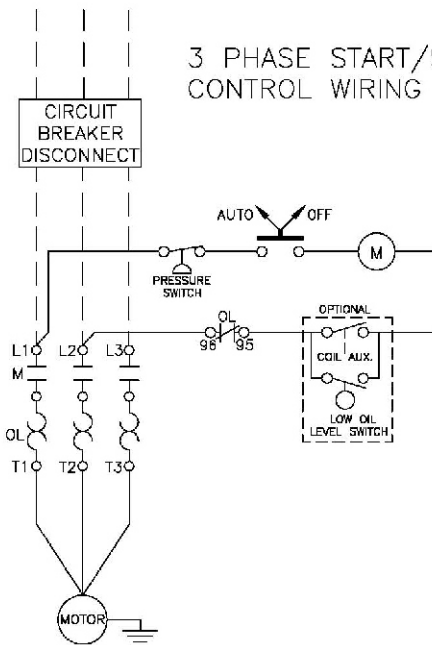 3 PHASE START/
CONTROL WIRING
CIRCUIT
BREAKER
DISCONNECT
AUTO
OFF
M
PRESSURE
SWITCH
OPTIONAL
OL
96
95
COIL AUX.
LOW OIL
LEVEL SWITCH
L1
L2
L3
M
OL
T1
T2
T3
MOTOR